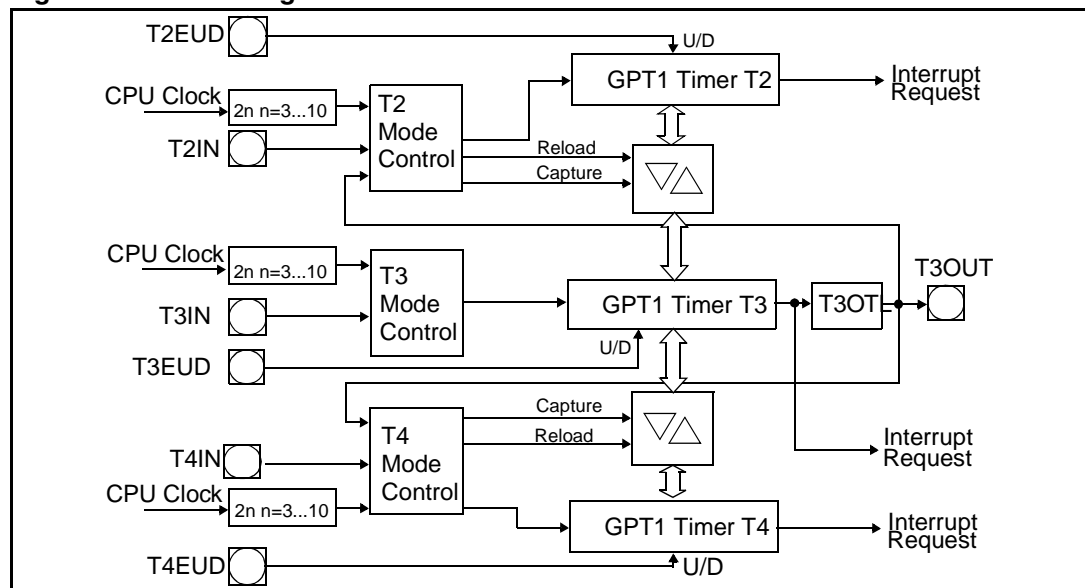 T2EUD
U/D
GPT1 Timer T2
Interrupt
Request
CPU Clock
2n n=3...10
T2
Mode
Control
T2IN
Reload
Capture
CPU Clock
2n n=3...10
T3
Mode
Control
T3IN
GPT1 Timer T3
T3OTL
T3OUT
T3EUD
U/D
Capture
Reload
T4
Mode
Control
T4IN
Interrupt
Request
CPU Clock
2n n=3...10
GPT1 Timer T4
Interrupt
Request
T4EUD
U/D